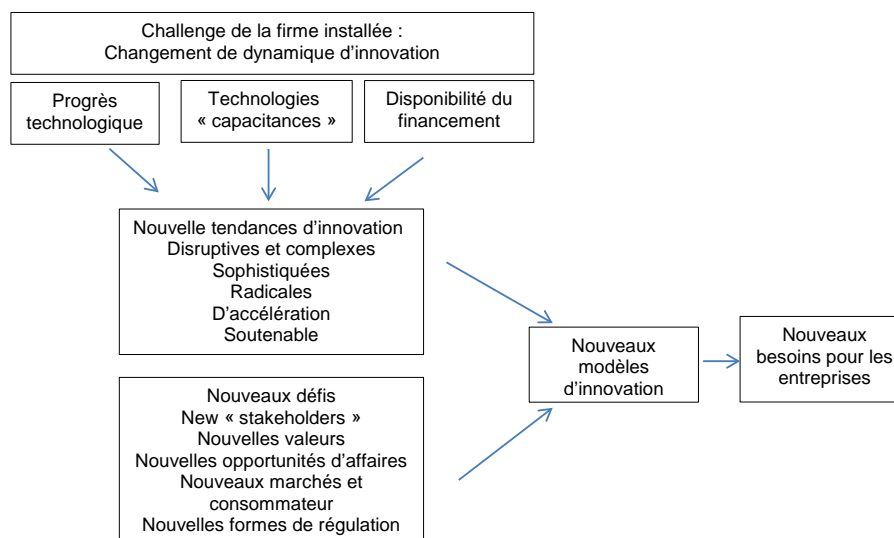 Challenge de la firme installée :
Changement de dynamique d’innovation
Progrès
technologique
Technologies
« capacitances »
Disponibilité du
financement
Nouvelle tendances d’innovation
Disruptives et complexes
Sophistiquées
Radicales
D’accélération
Soutenable
Nouveaux
modèles
d’innovation
Nouveaux
besoins pour les
entreprises
Nouveaux défis
New « stakeholders »
Nouvelles valeurs
Nouvelles opportunités d’affaires
Nouveaux marchés et
consommateur
Nouvelles formes de régulation